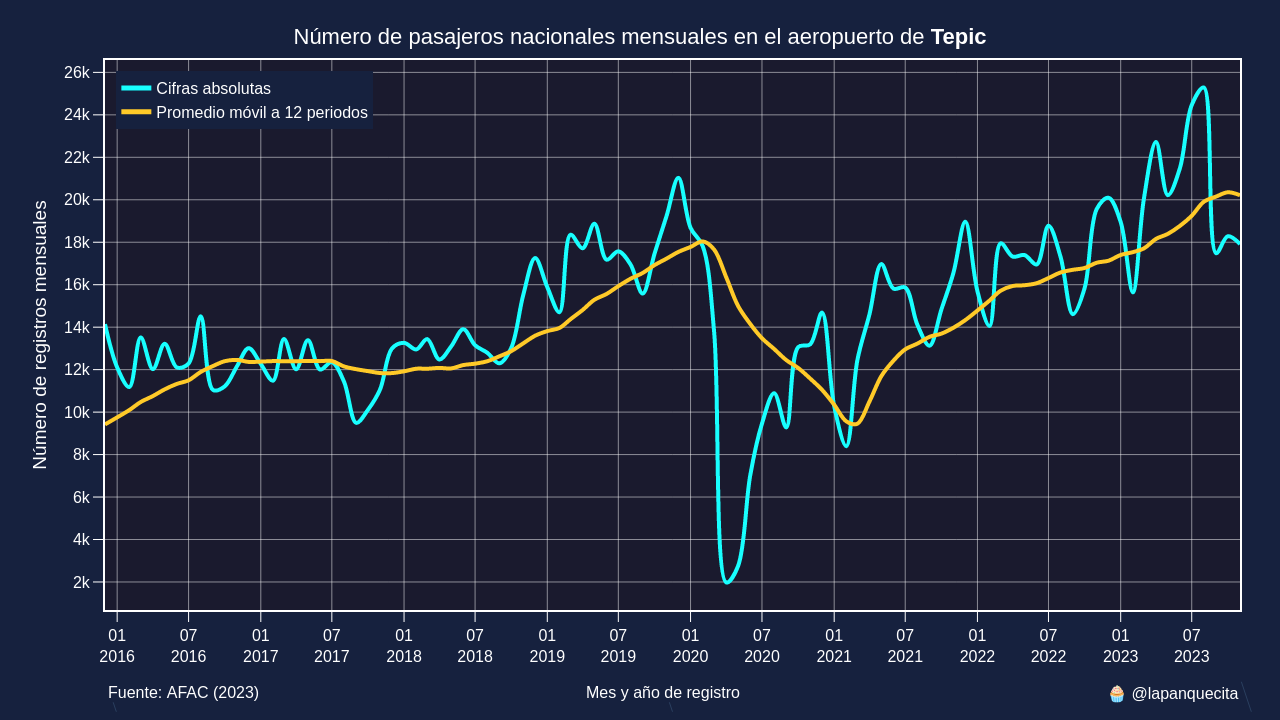 Número de pasajeros nacionales mensuales en el aeropuerto de Tepic
Cifras absolutas
Promedio móvil a 12 periodos
Número de registros mensuales
26k
24k
22k
20k
18k
16k
14k
12k
10k
8k
6k
4k
2k
01 07 01 07 01 07 01 07 01 07 01 07 01 07 01 07
2016 2016 2017 2017 2018 2018 2019 2019 2020 2020 2021 2021 2022 2022 2023 2023
Fuente: AFAC (2023) Mes y año de registro 🧁 @lapanquecita